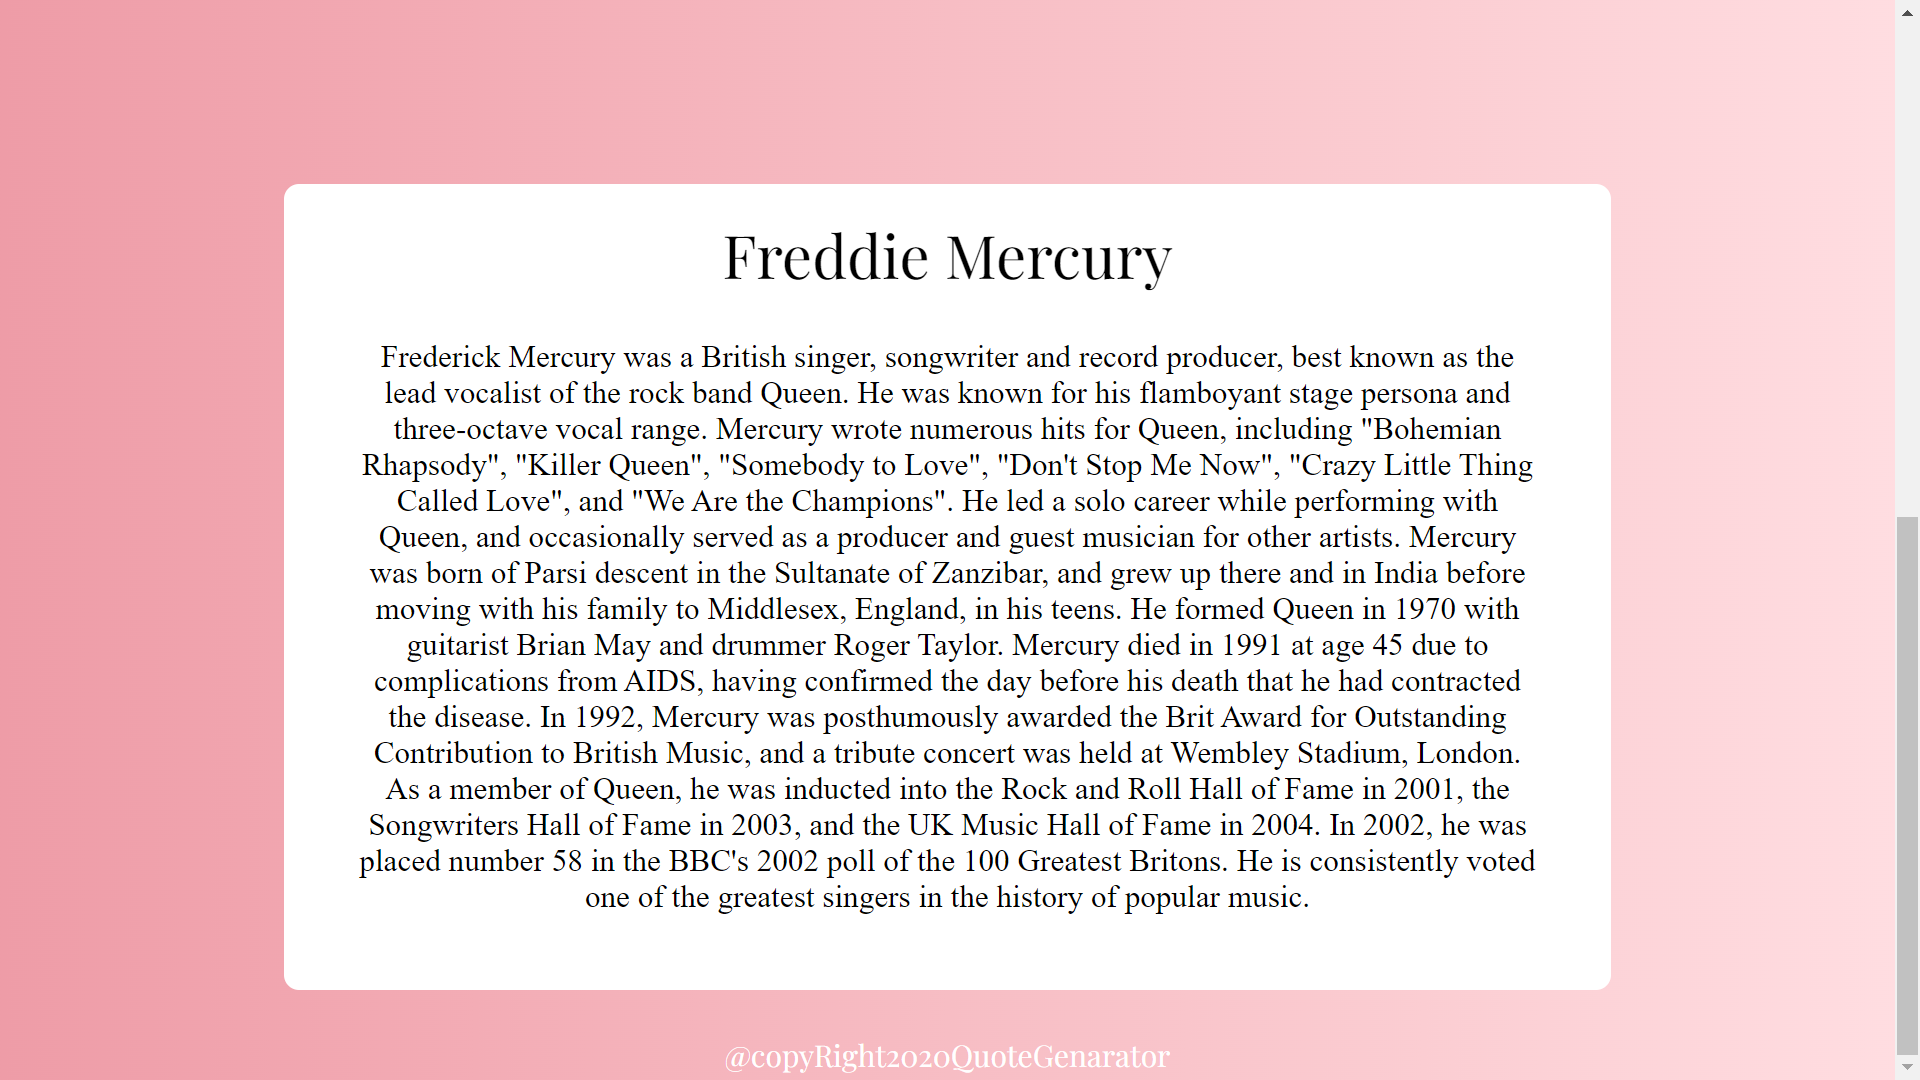 Freddie Mercury
Frederick Mercury was a British singer, songwriter and record producer, best known as the
lead vocalist of the rock band Queen. He was known for his flamboyant stage persona and
three-octave vocal range. Mercury wrote numerous hits for Queen, including "Bohemian
Rhapsody", "Killer Queen", "Somebody to Love", "Don't Stop Me Now", "Crazy Little Thing
Called Love", and "We Are the Champions". He led a solo career while performing with
Queen, and occasionally served as a producer and guest musician for other artists. Mercury
was born of Parsi descent in the Sultanate of Zanzibar, and grew up there and in India before
moving with his family to Middlesex, England, in his teens. He formed Queen in 1970 with
guitarist Brian May and drummer Roger Taylor. Mercury died in 1991 at age 45 due to
complications from AIDS, having confirmed the day before his death that he had contracted
the disease. In 1992, Mercury was posthumously awarded the Brit Award for Outstanding
Contribution to British Music, and a tribute concert was held at Wembley Stadium, London.
As a member of Queen, he was inducted into the Rock and Roll Hall of Fame in 2001, the
Songwriters Hall of Fame in 2003, and the UK Music Hall of Fame in 2004. In 2002, he was
placed number 58 in the BBC's 2002 poll of the 100 Greatest Britons. He is consistently voted
one of the greatest singers in the history of popular music.
@copyRight2020QuoteGenarator